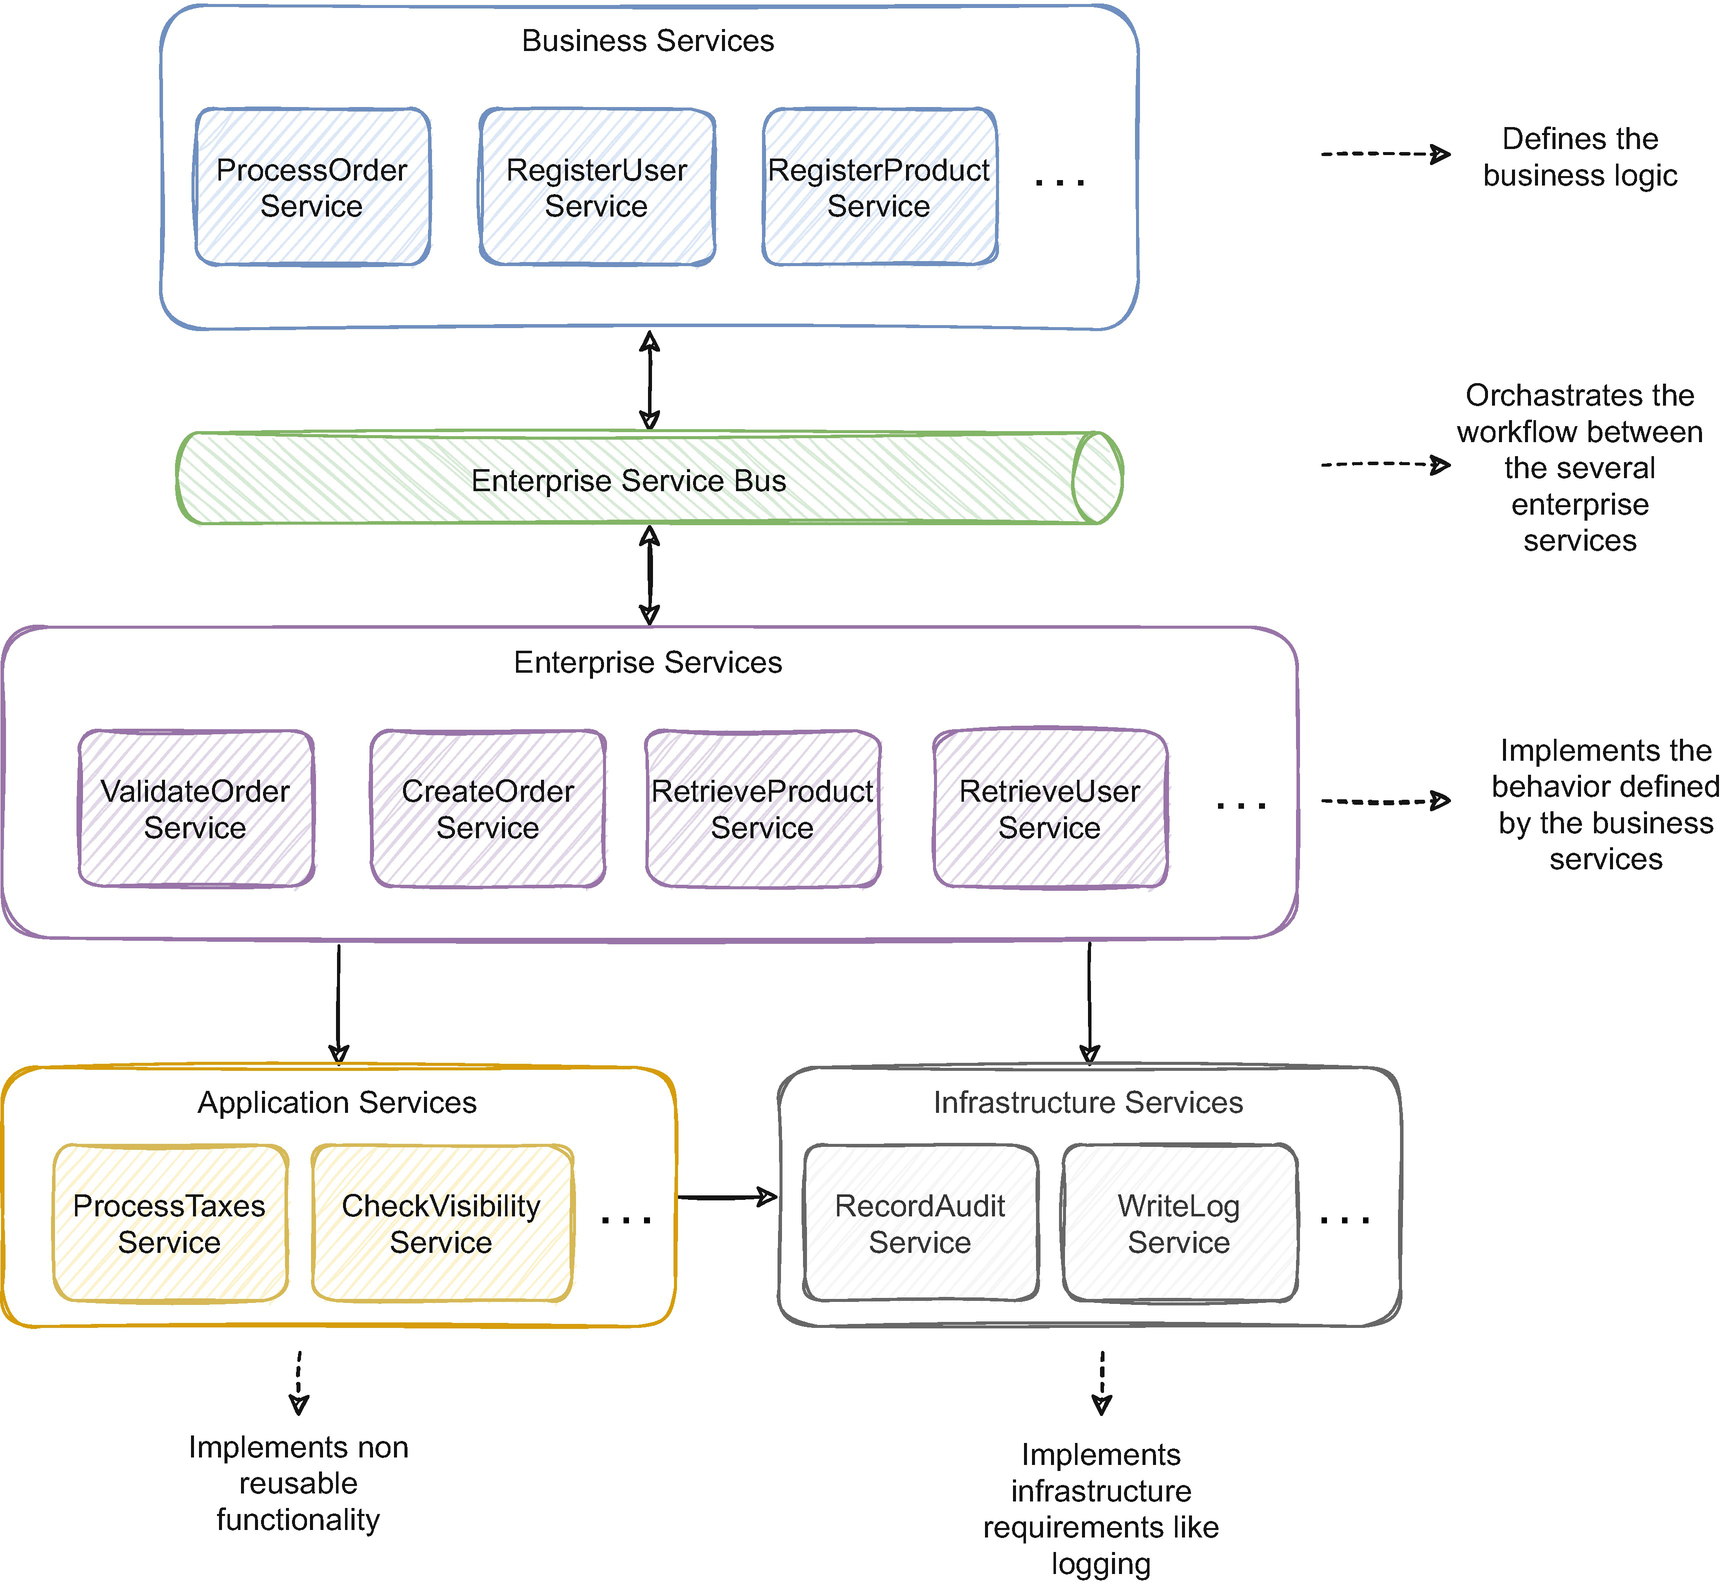 Business Services
ProcessOrder
Service
RegisterUser
Service
RegisterProduct
Service
...
Defines the
business logic
Enterprise Service Bus
Orchastrates the
workflow between
the several
enterprise
services
Enterprise Services
ValidateOrder
Service
CreateOrder
Service
RetrieveProduct
Service
RetrieveUser
Service
...
Implements the
behavior defined
by the business
services
Application Services
ProcessTaxes
Service
CheckVisibility
Service
...
Infrastructure Services
RecordAudit
Service
WriteLog
Service
...
Implements non
reusable
functionality
Implements
infrastructure
requirements like
logging